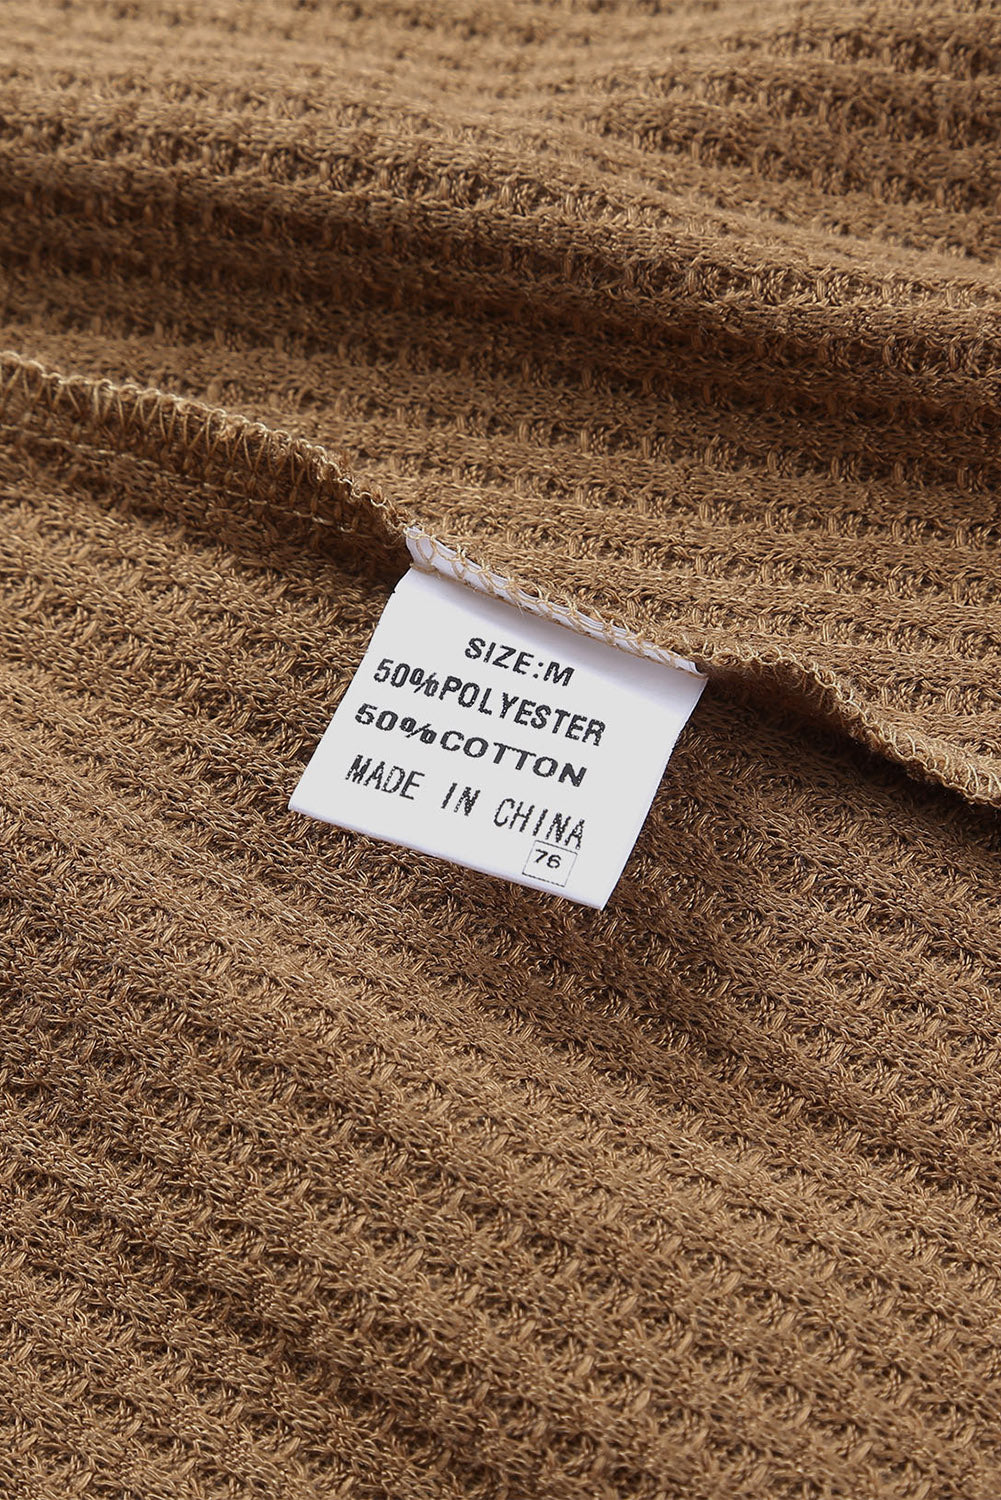 SIZE:M
50%POLYESTER
50%COTTON
MADE IN CHINA
76